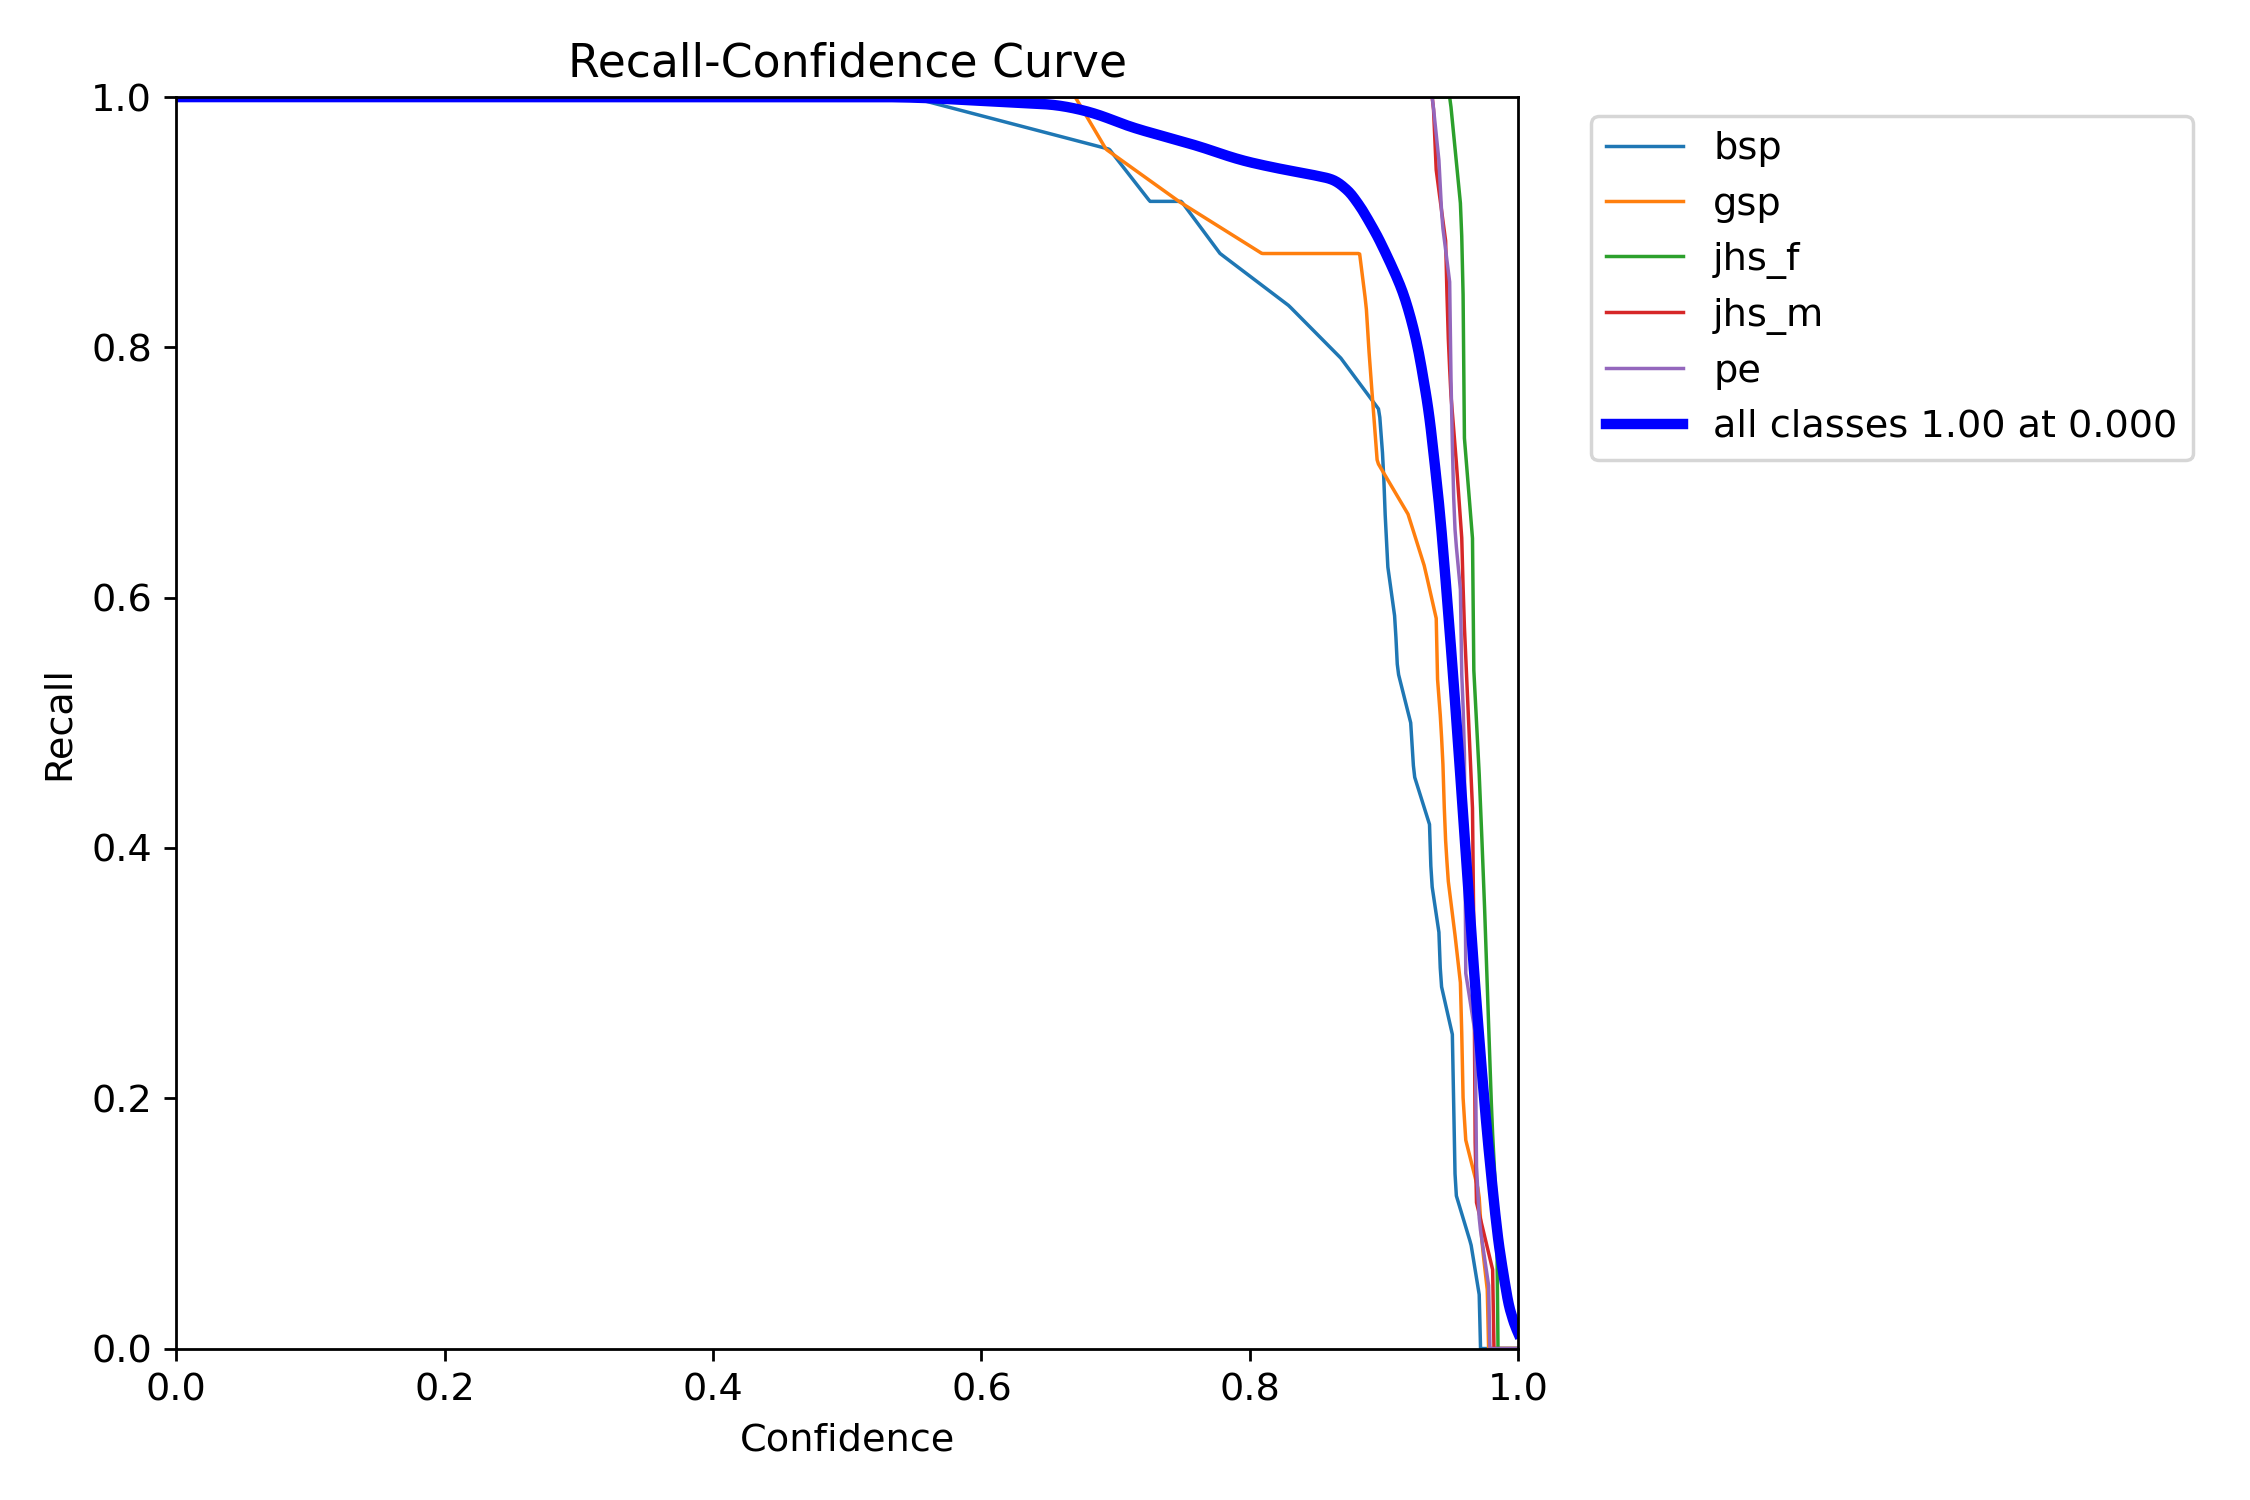 Recall-Confidence Curve
1.0
0.8
0.6
0.4
0.2
0.0
Recall
0.0 0.2 0.4 0.6 0.8 1.0
Confidence
bsp
gsp
jhs_f
jhs_m
pe
all classes 1.00 at 0.000